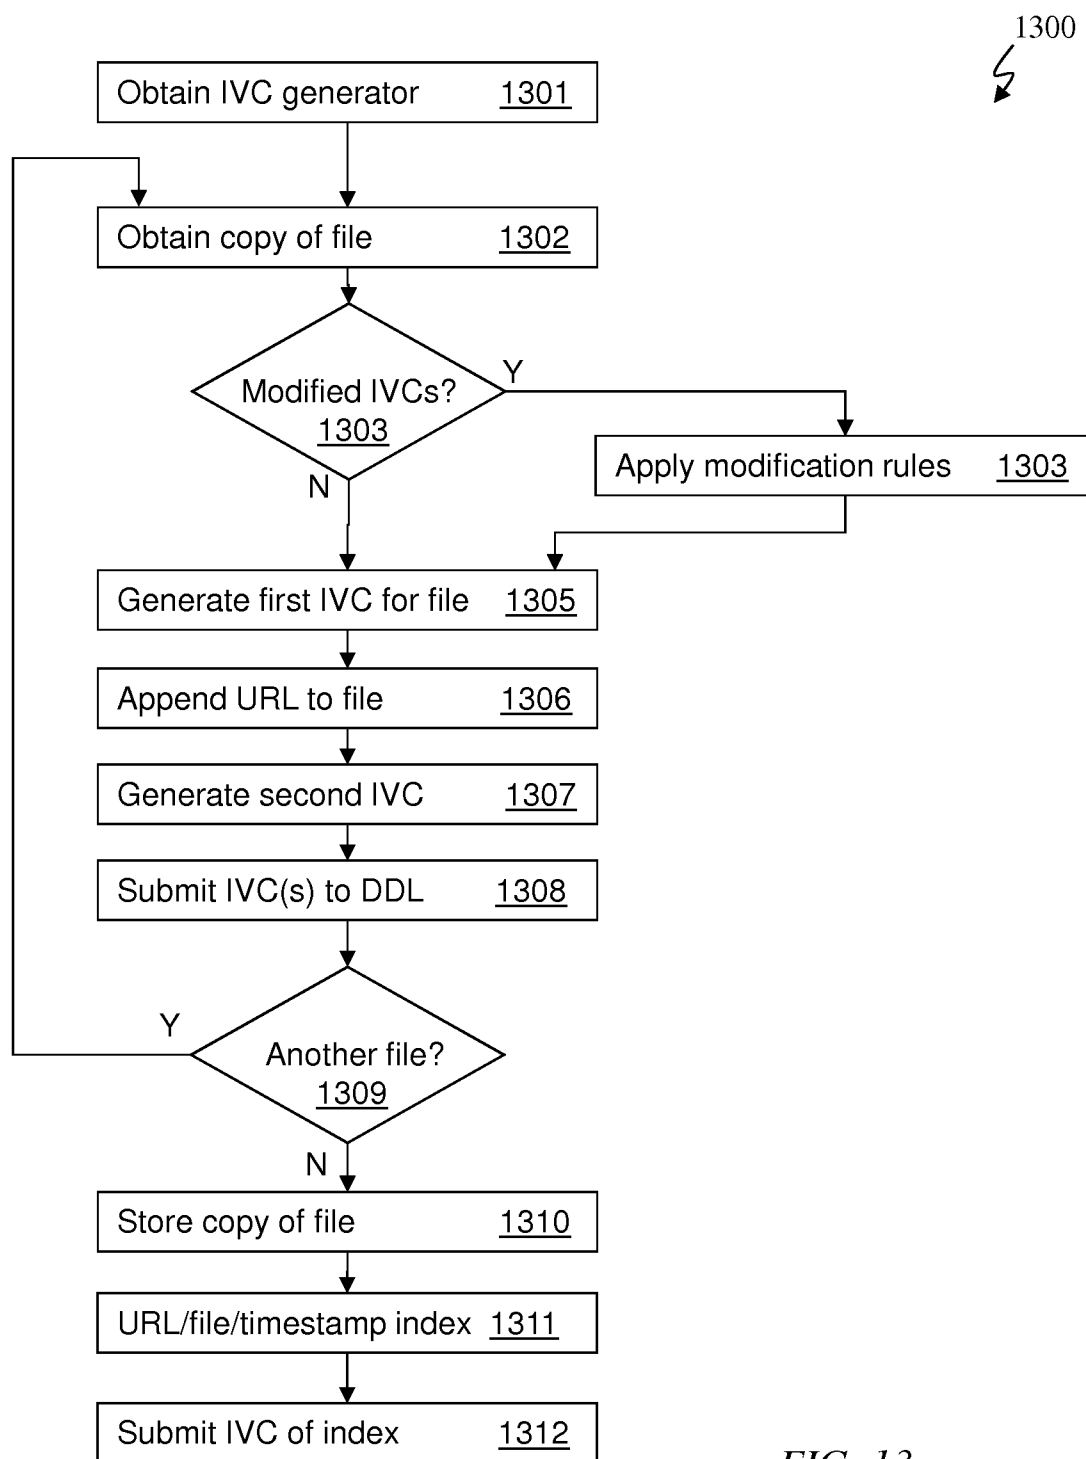 1300
Obtain IVC generator 1301
Obtain copy of file 1302
Modified IVCs?
1303
Y
N
Apply modification rules 1303
Generate first IVC for file 1305
Append URL to file 1306
Generate second IVC 1307
Submit IVC(s) to DDL 1308
Y
Another file?
1309
N
Store copy of file 1310
URL/file/timestamp index 1311
Submit IVC of index 1312
FIG. 13